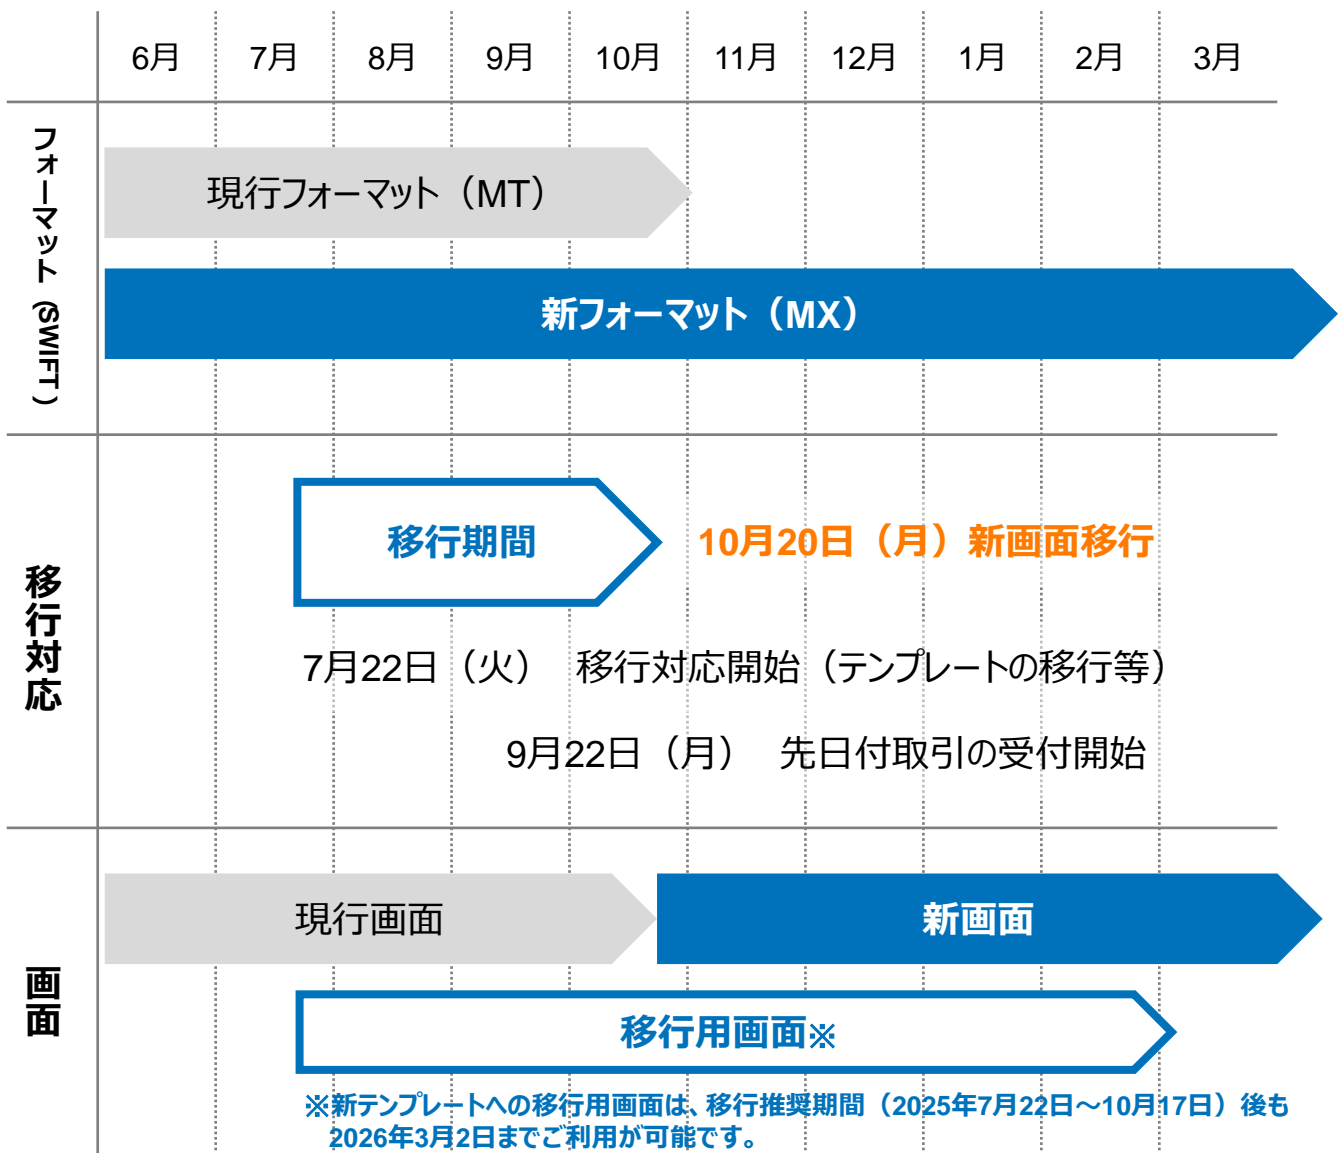 6月 7月 8月 9月 10月 11月 12月 1月 2月 3月
フォーマット（SWIFT）
現行フォーマット（MT）
新フォーマット（MX）
移行対応
移行期間
10月20日（月）新画面移行
7月22日（火） 移行対応開始（テンプレートの移行等）
9月22日（月） 先日付取引の受付開始
画面
現行画面
新画面
移行用画面※
※新テンプレートへの移行用画面は、移行推奨期間（2025年7月22日～10月17日）後も
2026年3月2日までご利用が可能です。